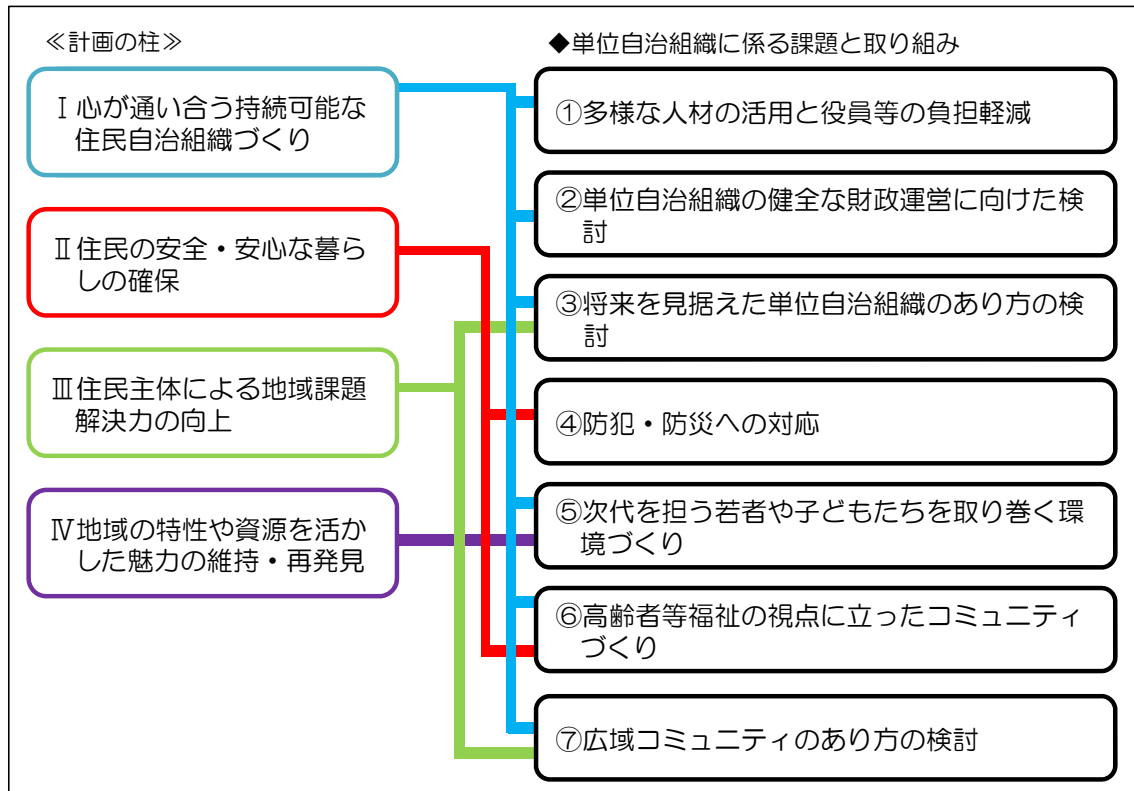 ≪計画の柱≫
Ⅰ心が通い合う持続可能な
住民自治組織づくり
Ⅱ住民の安全・安心な暮ら
しの確保
Ⅲ住民主体による地域課題
解決力の向上
Ⅳ地域の特性や資源を活か
した魅力の維持・再発見
◆単位自治組織に係る課題と取り組み
①多様な人材の活用と役員等の負担軽減
②単位自治組織の健全な財政運営に向けた検
討
③将来を見据えた単位自治組織のあり方の検
討
④防犯・防災への対応
⑤次代を担う若者や子どもたちを取り巻く環
境づくり
⑥高齢者等福祉の視点に立ったコミュニティ
づくり
⑦広域コミュニティのあり方の検討